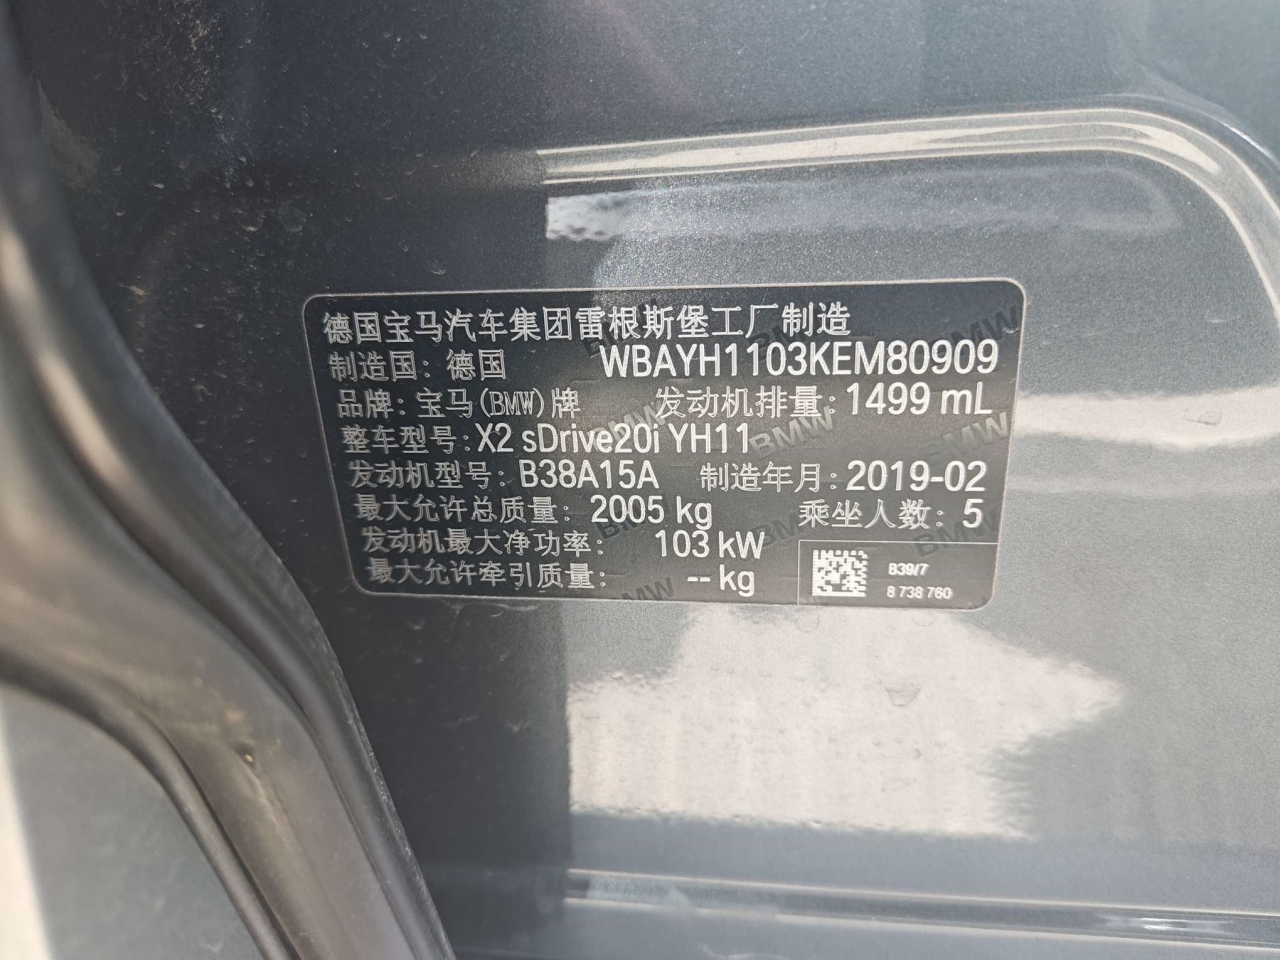 德国宝马汽车集团雷根斯堡工厂制造
制造国：德国 WBAYH1103KEM80909
品牌：宝马(BMW)牌 发动机排量：1499 mL
整车型号：X2 sDrive20i YH11
发动机型号：B38A15A 制造年月：2019-02
最大允许总质量：2005 kg 乘坐人数：5
发动机最大净功率： 103 kW
最大允许牵引质量： -- kg
B39/7
8 738 760